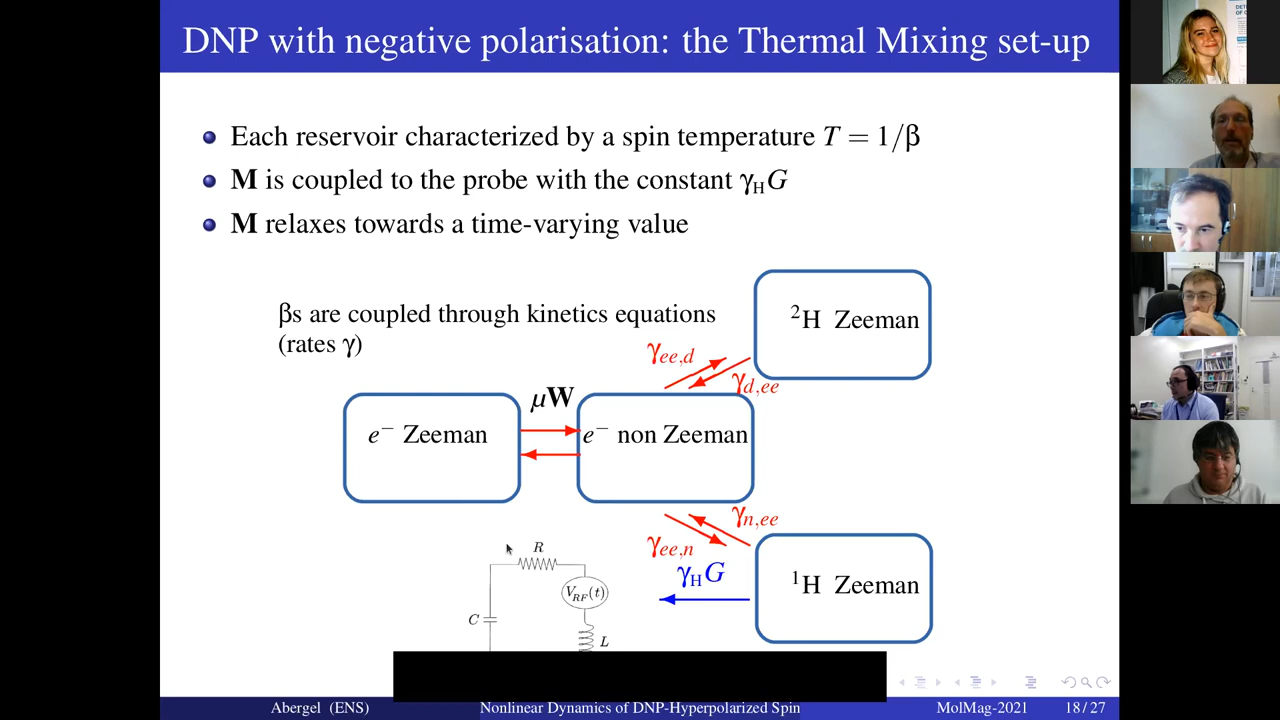 DNP with negative polarisation: the Thermal Mixing set-up
Each reservoir characterized by a spin temperature T = 1/β
M is coupled to the probe with the constant γ_H G
M relaxes towards a time-varying value
βs are coupled through kinetics equations
(rates γ)
²H Zeeman
γ_ee,d
γ_d,ee
μW
e⁻ Zeeman
e⁻ non Zeeman
γ_n,ee
γ_ee,n
γ_H G
¹H Zeeman
R
V_RF(t)
C
L
Abergel (ENS)
Nonlinear Dynamics of DNP-Hyperpolarized Spin
MolMag-2021
18 / 27